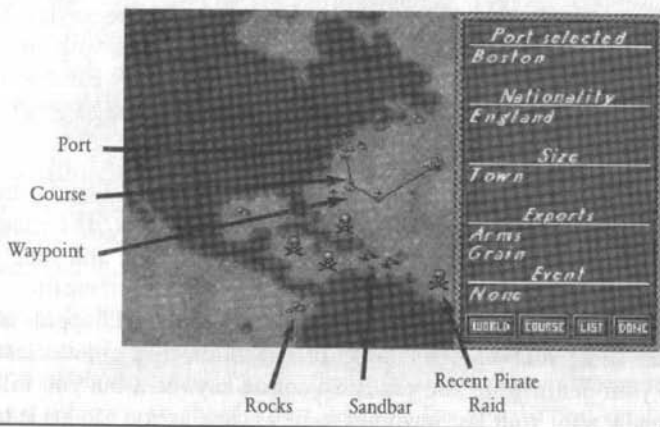 Port
Course
Waypoint
Port selected
Boston
Nationality
England
Size
Town
Exports
Arms
Grain
Event
None
WORLD COURSE LIST DONE
Rocks
Sandbar
Recent Pirate
Raid